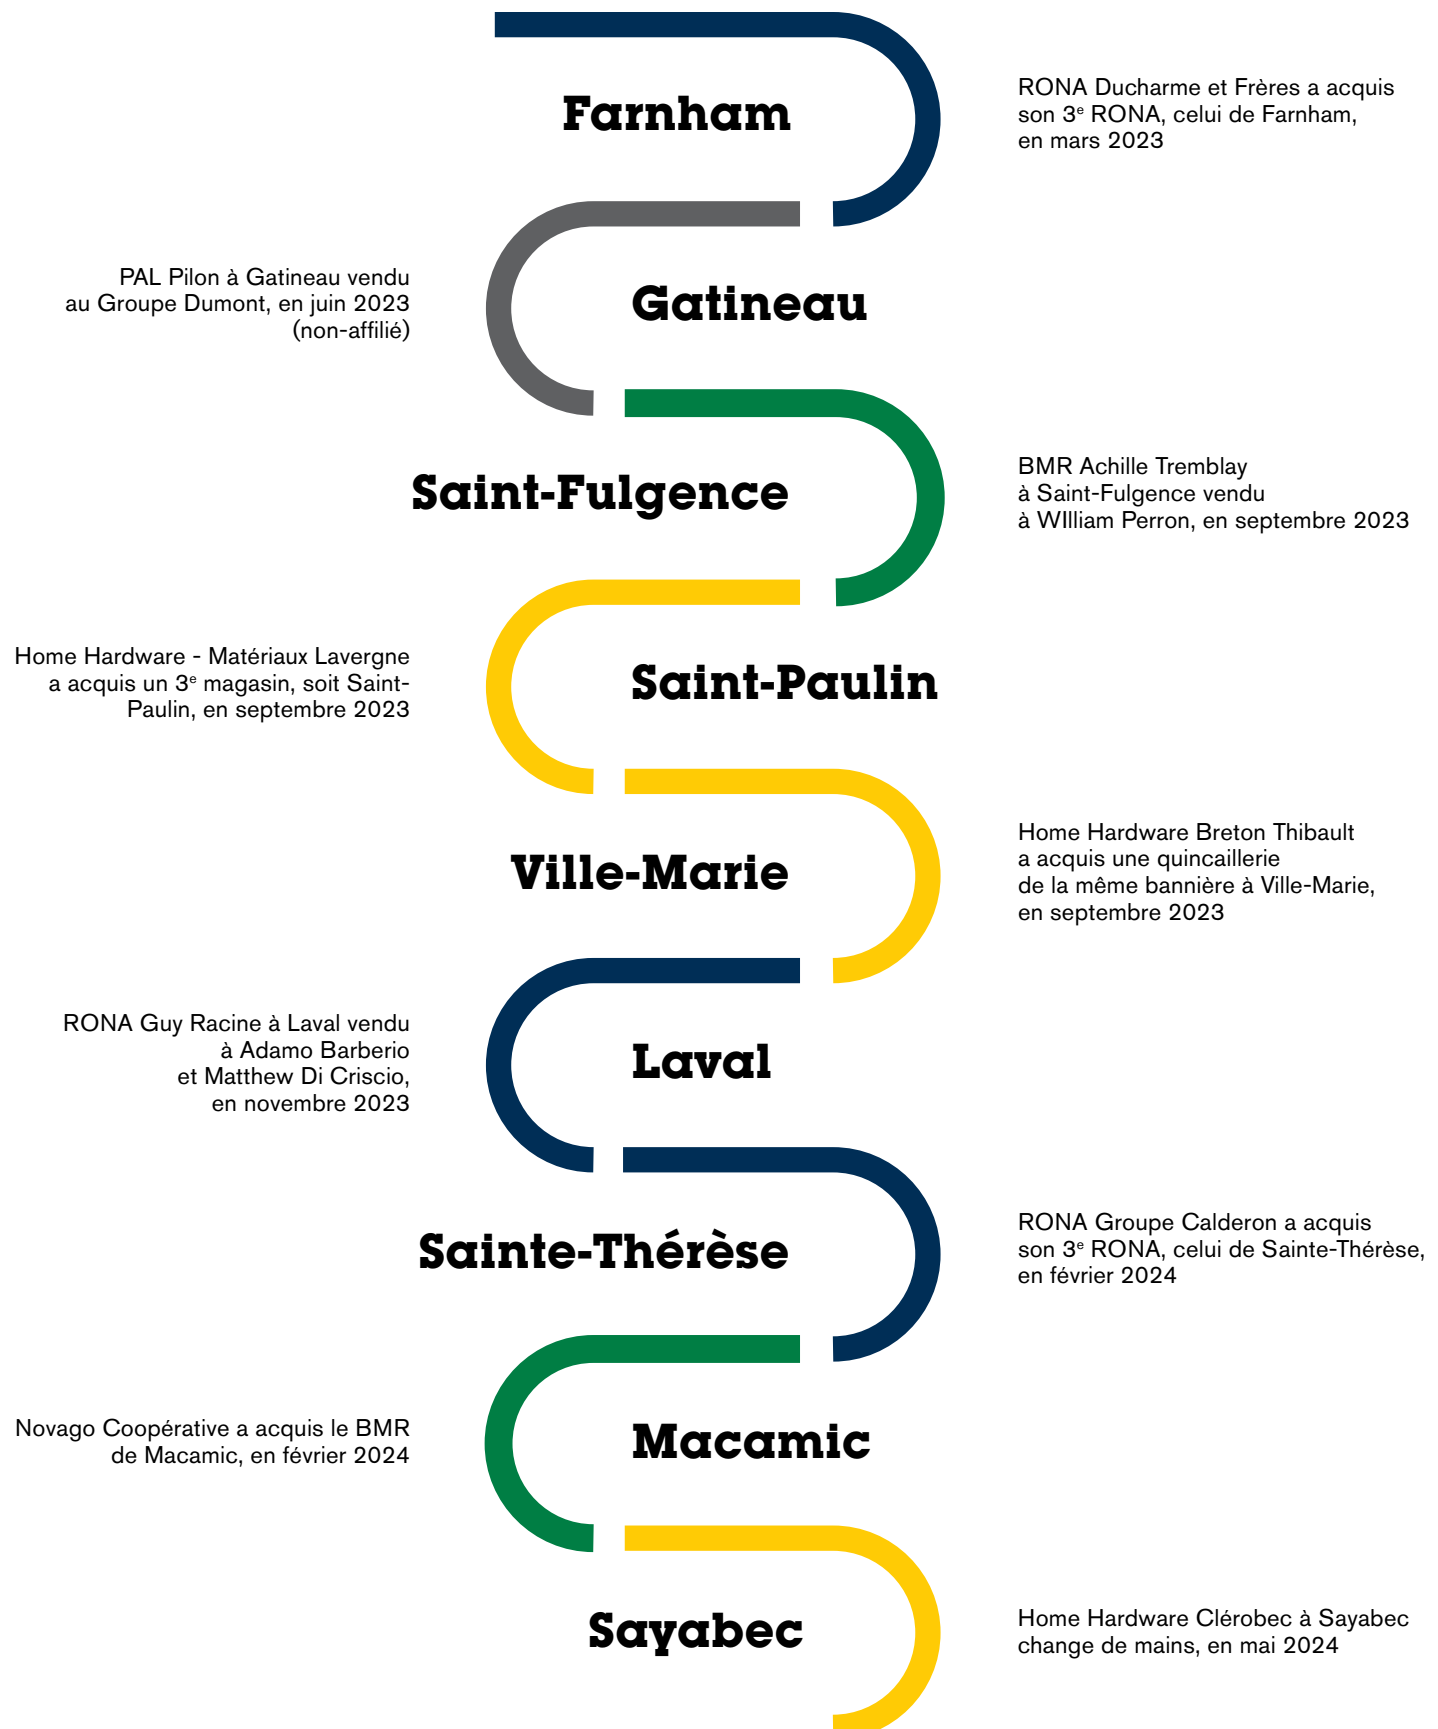 Farnham
RONA Ducharme et Frères a acquis
son 3e RONA, celui de Farnham,
en mars 2023
PAL Pilon à Gatineau vendu
au Groupe Dumont, en juin 2023
(non-affilié)
Gatineau
Saint-Fulgence
BMR Achille Tremblay
à Saint-Fulgence vendu
à WIlliam Perron, en septembre 2023
Home Hardware - Matériaux Lavergne
a acquis un 3e magasin, soit Saint-
Paulin, en septembre 2023
Saint-Paulin
Ville-Marie
Home Hardware Breton Thibault
a acquis une quincaillerie
de la même bannière à Ville-Marie,
en septembre 2023
RONA Guy Racine à Laval vendu
à Adamo Barberio
et Matthew Di Criscio,
en novembre 2023
Laval
Sainte-Thérèse
RONA Groupe Calderon a acquis
son 3e RONA, celui de Sainte-Thérèse,
en février 2024
Novago Coopérative a acquis le BMR
de Macamic, en février 2024
Macamic
Sayabec
Home Hardware Clérobec à Sayabec
change de mains, en mai 2024